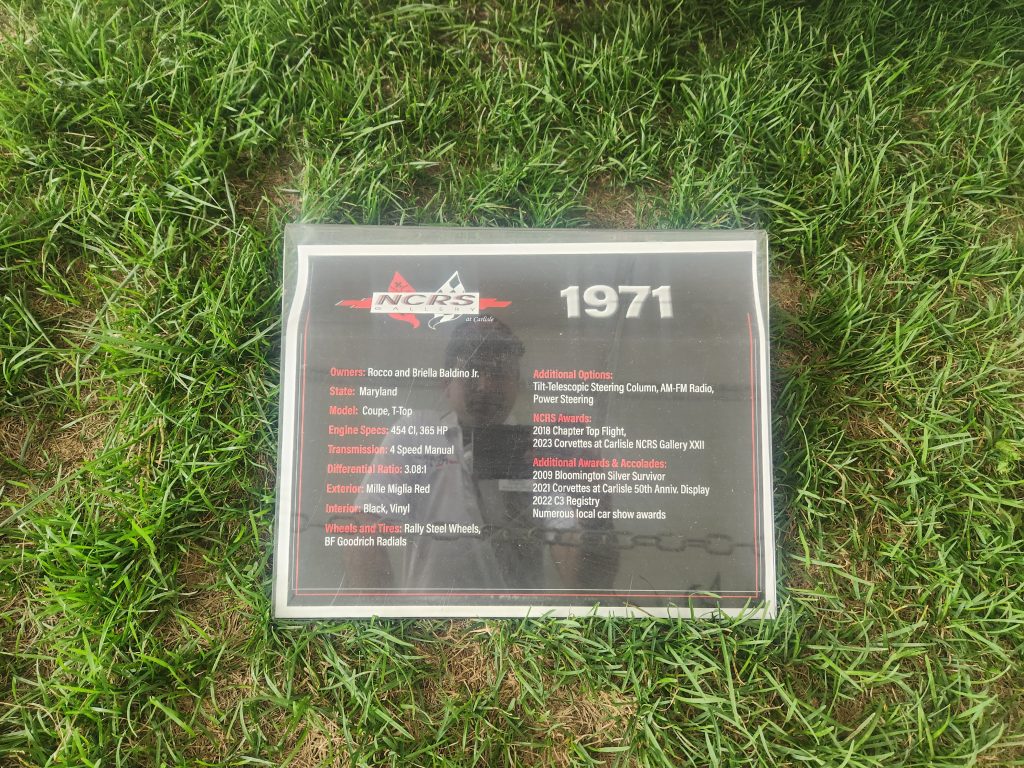 NCRS
GALLERY
at Carlisle
1971
Owners: Rocco and Briella Baldino Jr.
State: Maryland
Model: Coupe, T-Top
Engine Specs: 454 CI, 365 HP
Transmission: 4 Speed Manual
Differential Ratio: 3.08:1
Exterior: Mille Miglia Red
Interior: Black, Vinyl
Wheels and Tires: Rally Steel Wheels,
BF Goodrich Radials
Additional Options:
Tilt-Telescopic Steering Column, AM-FM Radio,
Power Steering
NCRS Awards:
2018 Chapter Top Flight,
2023 Corvettes at Carlisle NCRS Gallery XXII
Additional Awards & Accolades:
2009 Bloomington Silver Survivor
2021 Corvettes at Carlisle 50th Anniv. Display
2022 C3 Registry
Numerous local car show awards